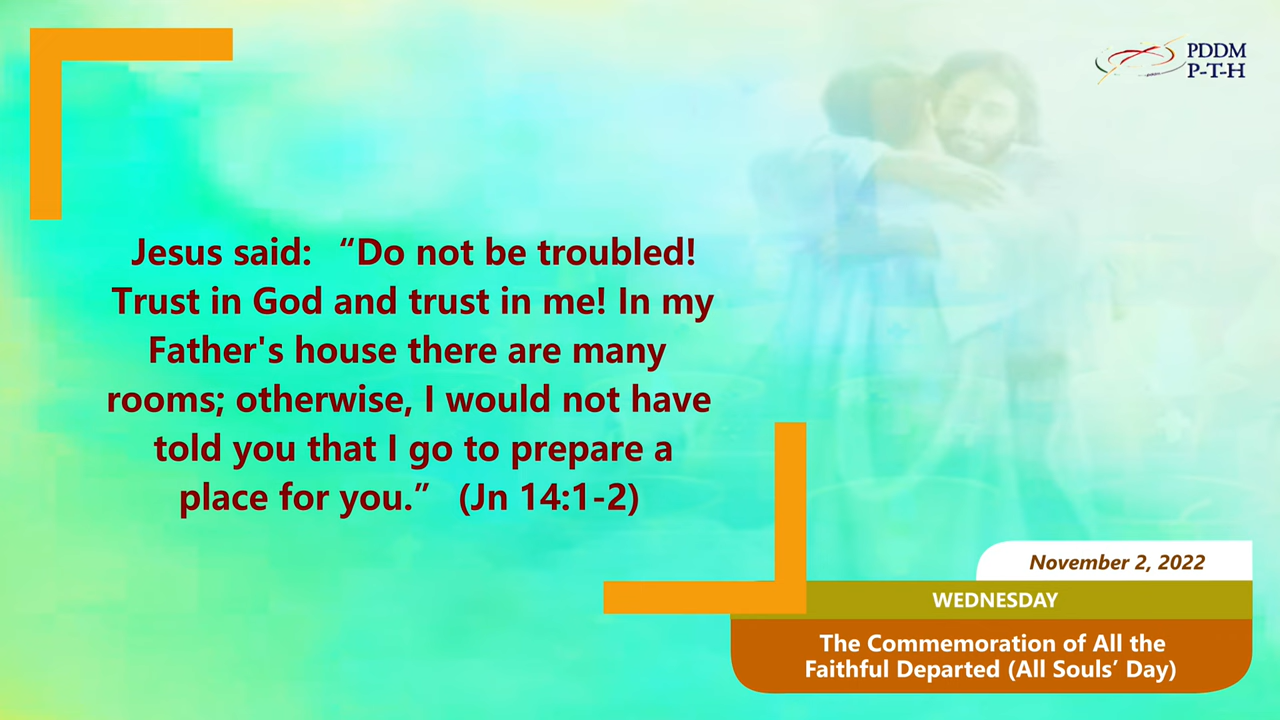 PDDM
P-T-H
Jesus said: “Do not be troubled!
Trust in God and trust in me! In my
Father's house there are many
rooms; otherwise, I would not have
told you that I go to prepare a
place for you.” (Jn 14:1-2)
November 2, 2022
WEDNESDAY
The Commemoration of All the
Faithful Departed (All Souls’ Day)